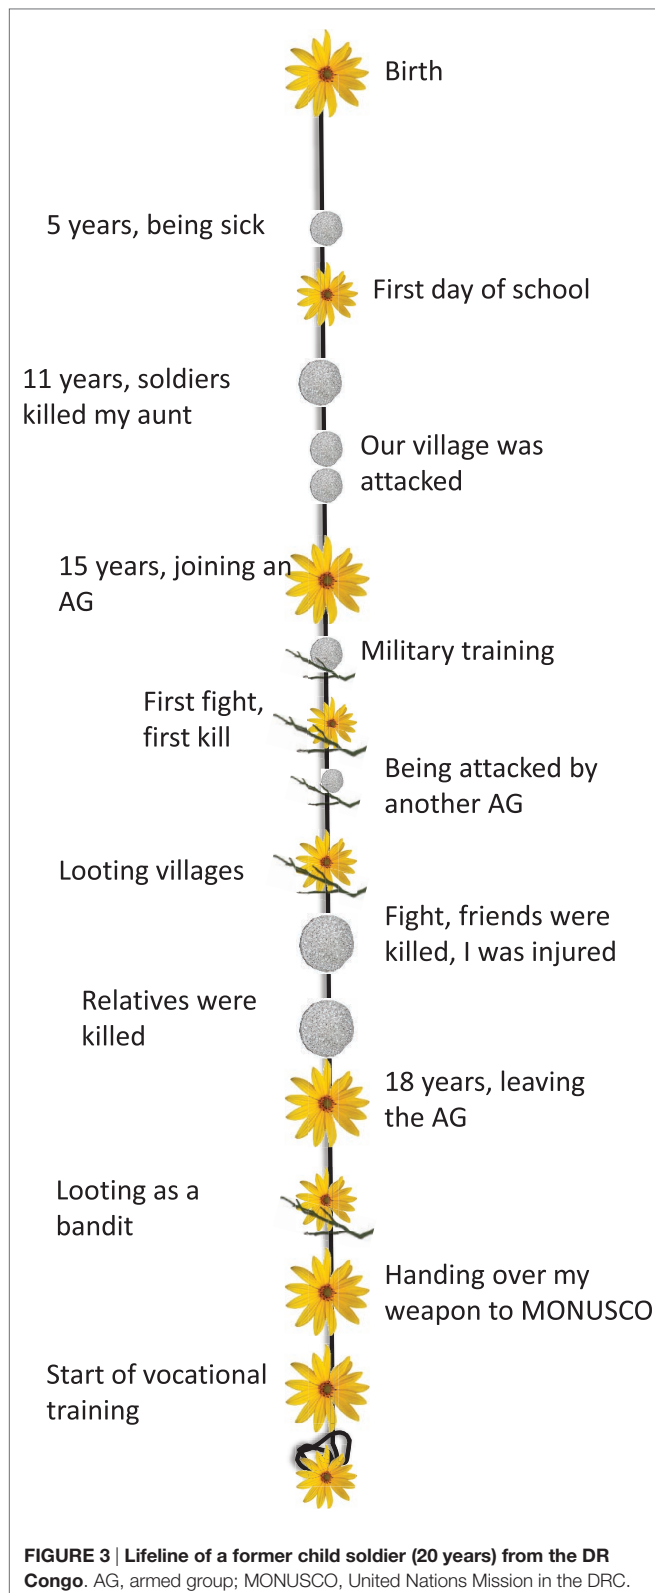 Birth
5 years, being sick
First day of school
11 years, soldiers
killed my aunt
Our village was
attacked
15 years, joining an
AG
Military training
First fight,
first kill
Being attacked by
another AG
Looting villages
Fight, friends were
killed, I was injured
Relatives were
killed
18 years, leaving
the AG
Looting as a
bandit
Handing over my
weapon to MONUSCO
Start of vocational
training
FIGURE 3 | Lifeline of a former child soldier (20 years) from the DR
Congo. AG, armed group; MONUSCO, United Nations Mission in the DRC.